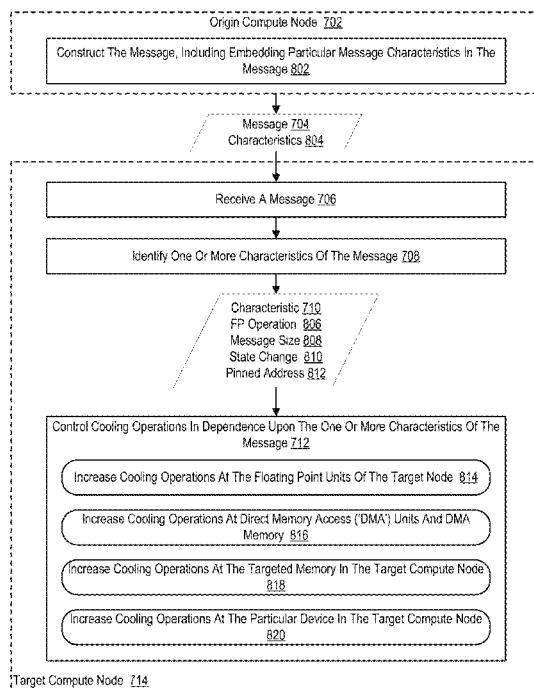 Origin Compute Node 702
Construct The Message, Including Embedding Particular Message Characteristics In The
Message 802
Message 704
Characteristics 804
Receive A Message 706
Identify One Or More Characteristics Of The Message 708
Characteristic 710
FP Operation 806
Message Size 808
State Change 810
Pinned Address 812
Control Cooling Operations In Dependence Upon The One Or More Characteristics Of The
Message 712
Increase Cooling Operations At The Floating Point Units Of The Target Node 814
Increase Cooling Operations At Direct Memory Access ('DMA') Units And DMA
Memory 816
Increase Cooling Operations At The Targeted Memory In The Target Compute Node
818
Increase Cooling Operations At The Particular Device In The Target Compute Node
820
Target Compute Node 714